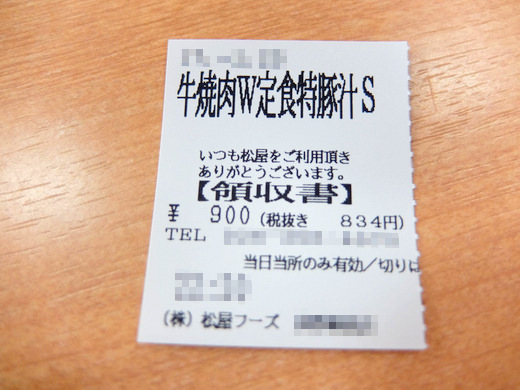 牛焼肉W定食特豚汁S
いつも松屋をご利用頂き
ありがとうございます。
【領収書】
¥ 900(税抜き 834円)
TEL
当日当所のみ有効/切りは
(株)松屋フーズ